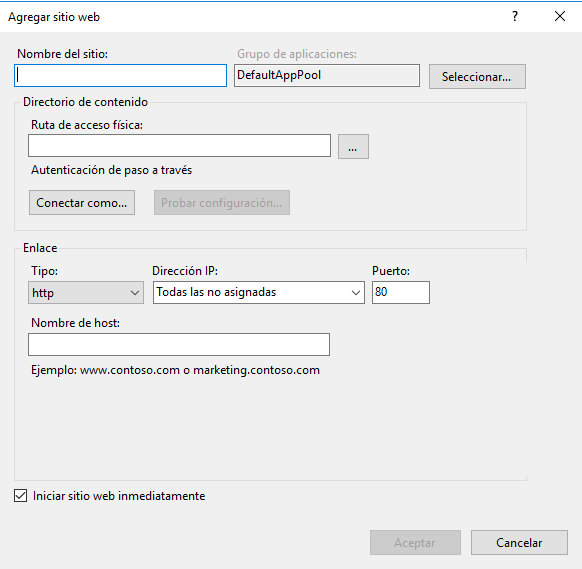 Agregar sitio web
?
Nombre del sitio:
Grupo de aplicaciones:
DefaultAppPool
Seleccionar...
Directorio de contenido
Ruta de acceso física:
...
Autenticación de paso a través
Conectar como...
Probar configuración...
Enlace
Tipo:
Dirección IP:
Puerto:
http
Todas las no asignadas
80
Nombre de host:
Ejemplo: www.contoso.com o marketing.contoso.com
Iniciar sitio web inmediatamente
Aceptar
Cancelar